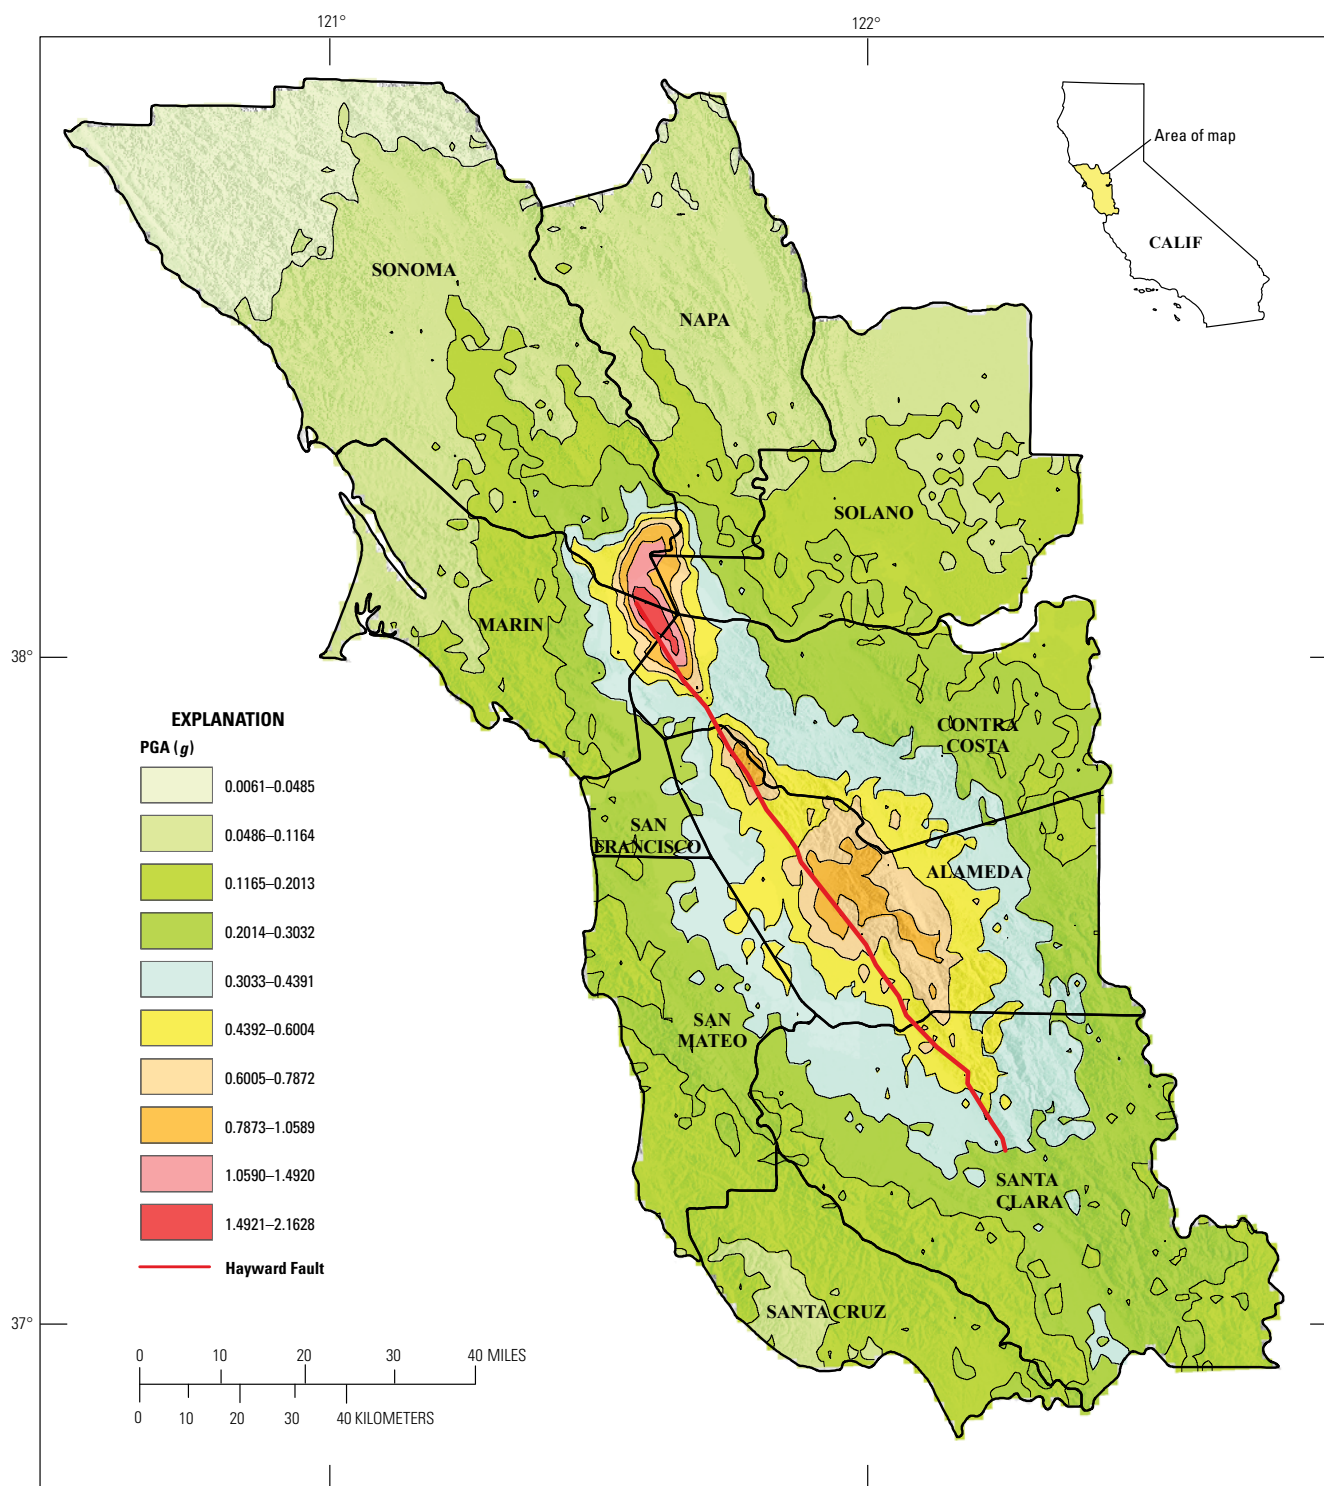 121°
122°
Area of map
CALIF
SONOMA
NAPA
SOLANO
MARIN
38°
EXPLANATION
PGA (g)
0.0061–0.0485
0.0486–0.1164
0.1165–0.2013
0.2014–0.3032
0.3033–0.4391
0.4392–0.6004
0.6005–0.7872
0.7873–1.0589
1.0590–1.4920
1.4921–2.1628
Hayward Fault
CONTRA
COSTA
SAN
FRANCISCO
ALAMEDA
SAN
MATEO
SANTA
CLARA
SANTA CRUZ
37°
0 10 20 30 40 MILES
0 10 20 30 40 KILOMETERS